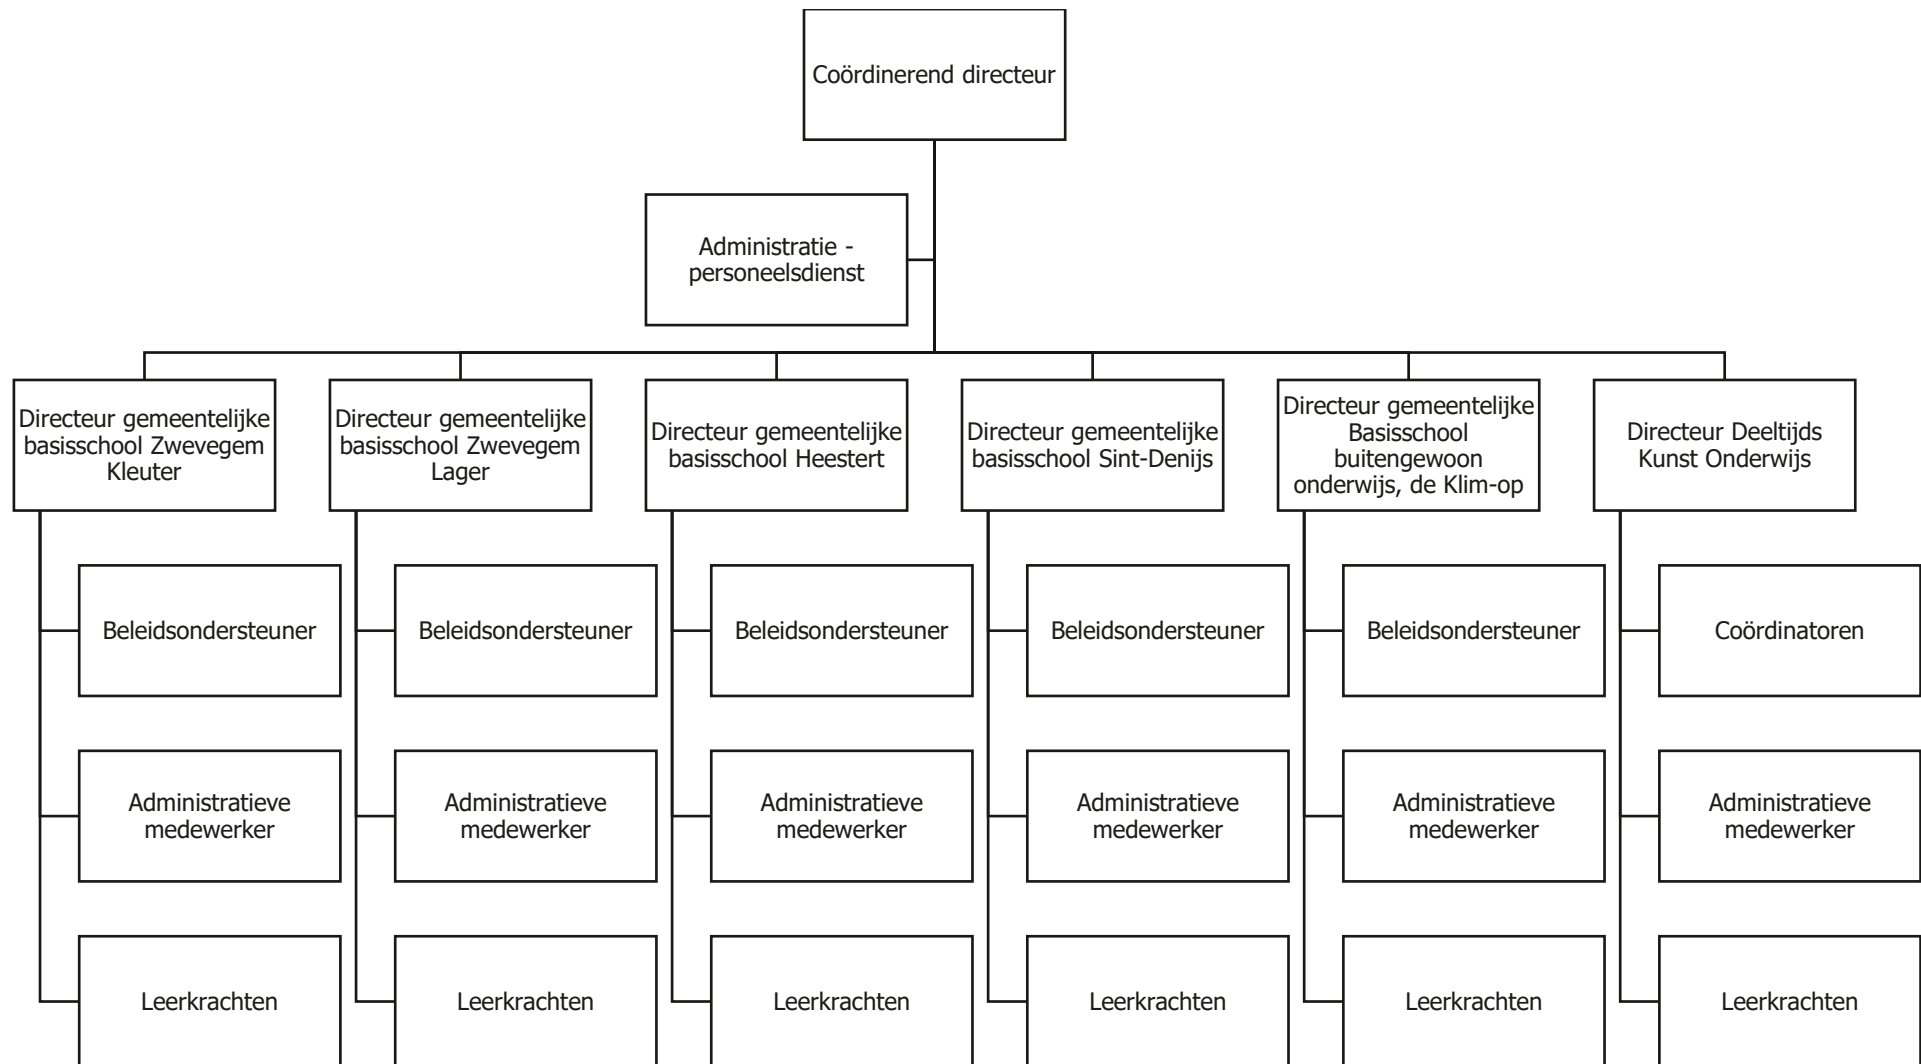 Coördinerend directeur
Administratie -
personeelsdienst
Directeur gemeentelijke
basisschool Zwevegem
Kleuter
Directeur gemeentelijke
basisschool Zwevegem
Lager
Directeur gemeentelijke
basisschool Heestert
Directeur gemeentelijke
basisschool Sint-Denijs
Directeur gemeentelijke
Basisschool
buitengewoon
onderwijs, de Klim-op
Directeur Deeltijds
Kunst Onderwijs
Beleidsondersteuner
Beleidsondersteuner
Beleidsondersteuner
Beleidsondersteuner
Beleidsondersteuner
Coördinatoren
Administratieve
medewerker
Administratieve
medewerker
Administratieve
medewerker
Administratieve
medewerker
Administratieve
medewerker
Administratieve
medewerker
Leerkrachten
Leerkrachten
Leerkrachten
Leerkrachten
Leerkrachten
Leerkrachten